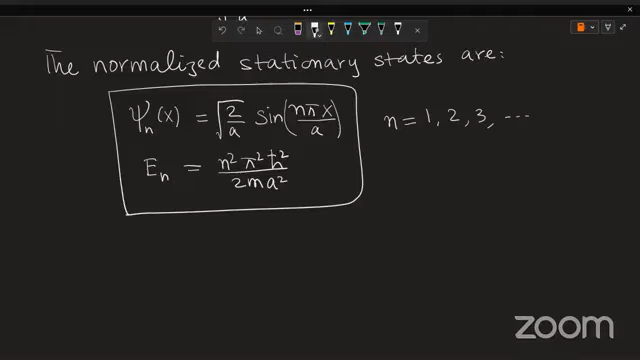 The normalized stationary states are:
ψₙ(x) = √(2/a) sin(nπx/a)  n = 1, 2, 3, ----
Eₙ = n²π²ħ²/2ma²
zoom